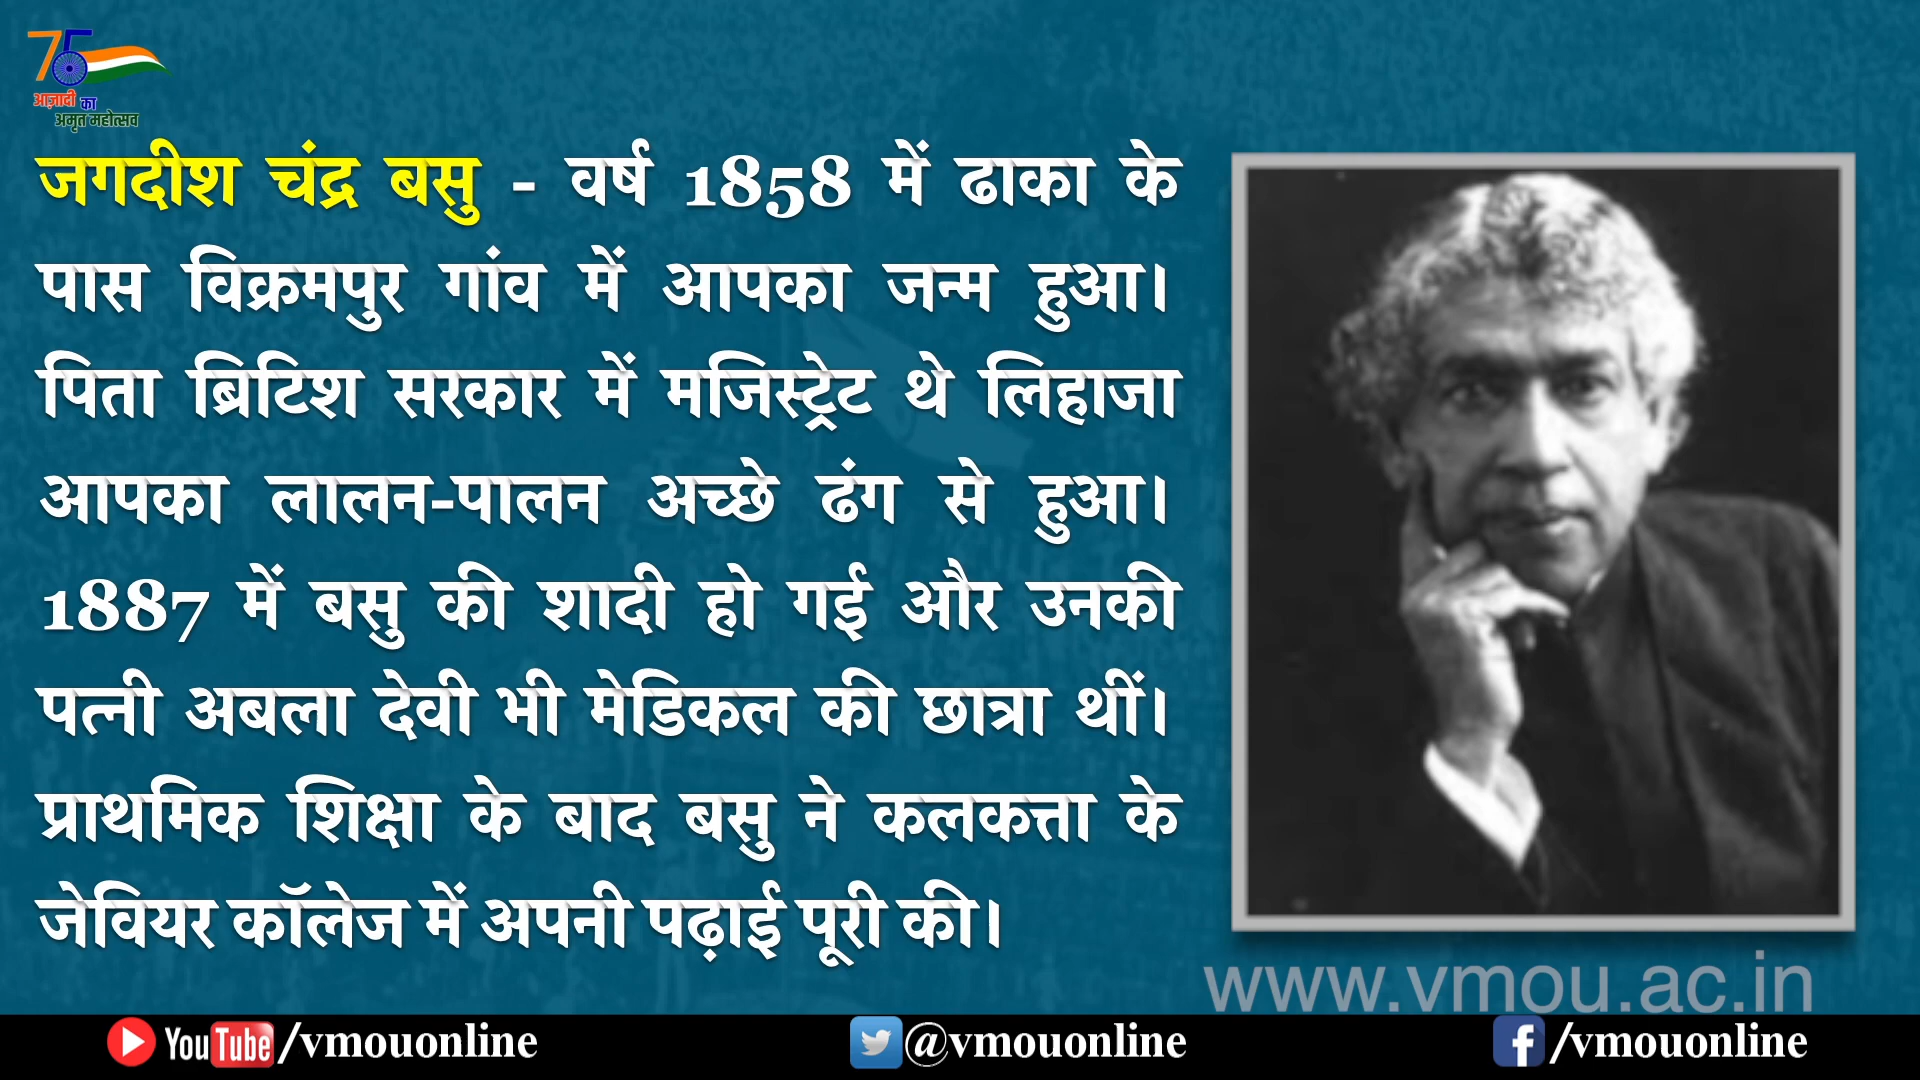 75
आज़ादी का
अमृत महोत्सव
जगदीश चंद्र बसु - वर्ष 1858 में ढाका के
पास विक्रमपुर गांव में आपका जन्म हुआ।
पिता ब्रिटिश सरकार में मजिस्ट्रेट थे लिहाजा
आपका लालन-पालन अच्छे ढंग से हुआ।
1887 में बसु की शादी हो गई और उनकी
पत्नी अबला देवी भी मेडिकल की छात्रा थीं।
प्राथमिक शिक्षा के बाद बसु ने कलकत्ता के
जेवियर कॉलेज में अपनी पढ़ाई पूरी की।
www.vmou.ac.in
YouTube /vmouonline @vmouonline f /vmouonline